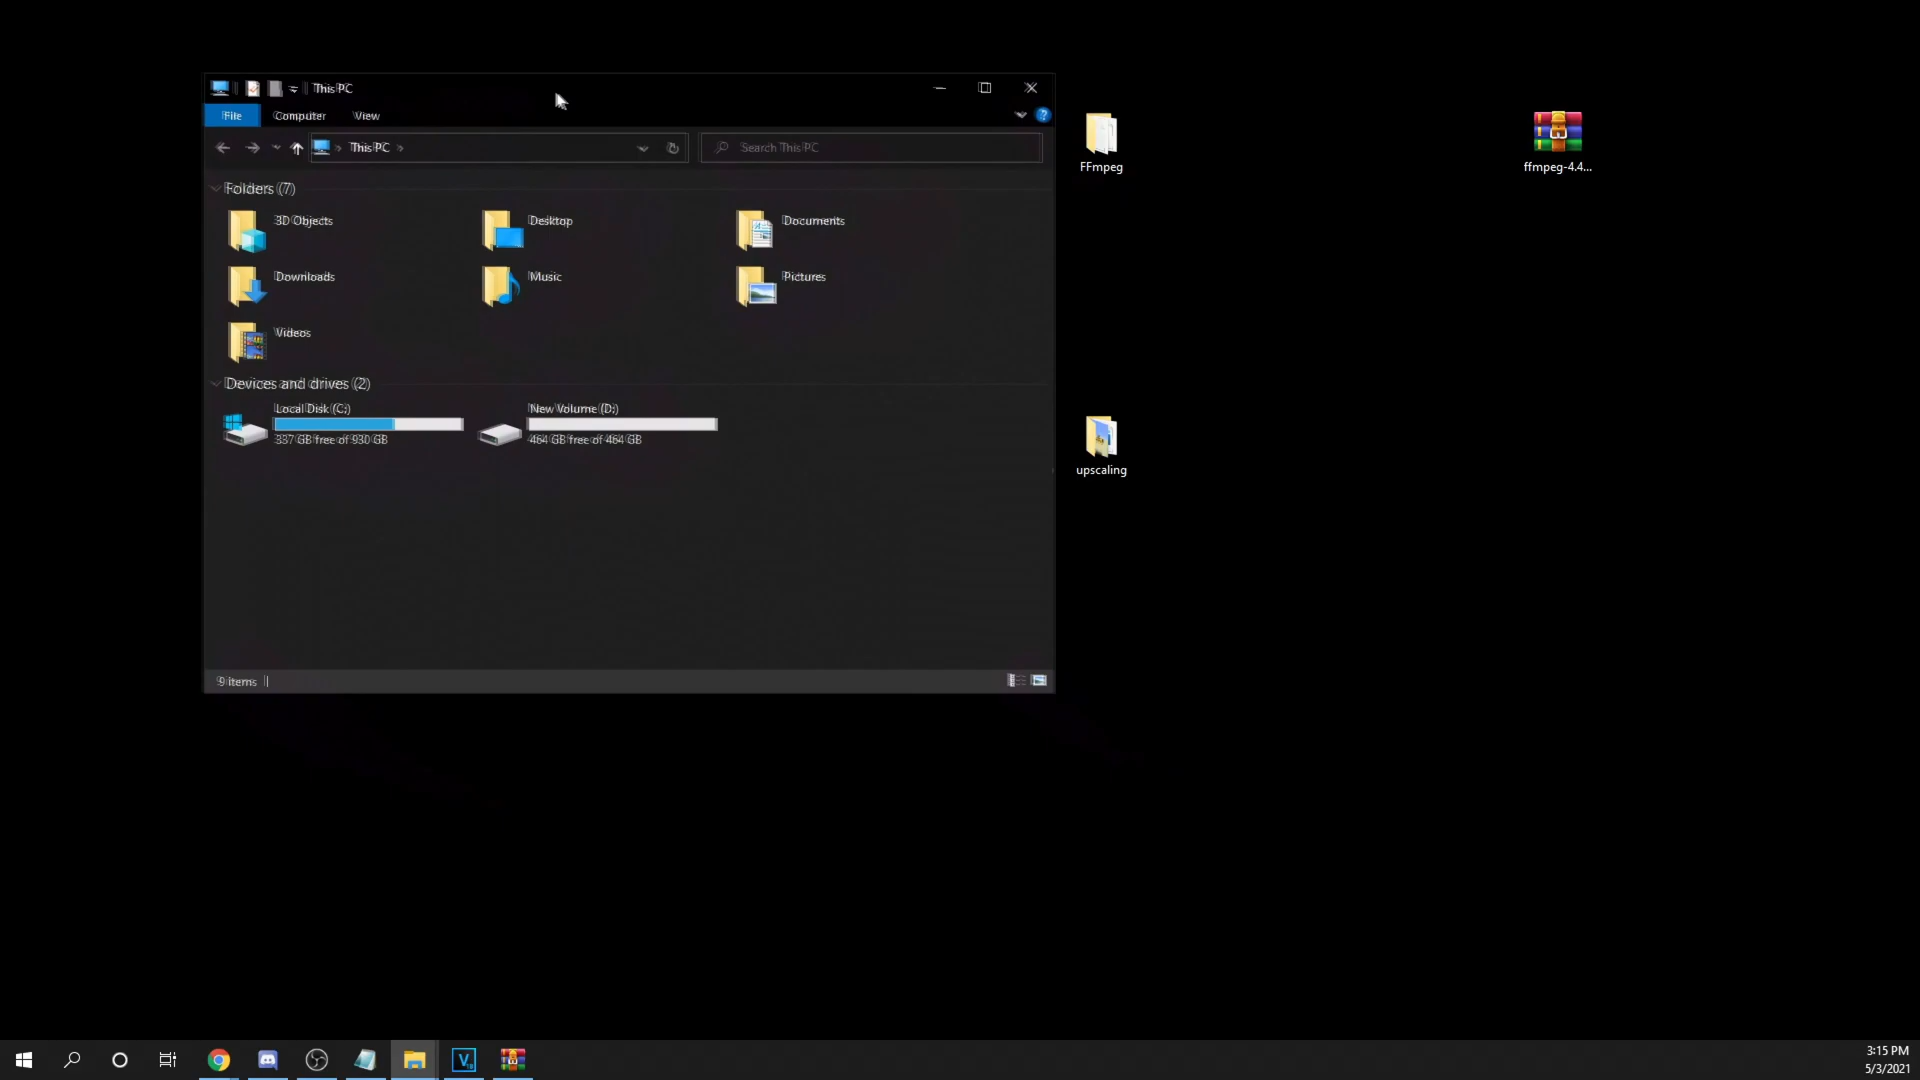 This PC
File
Computer
View
This PC
Search This PC
Folders (7)
3D Objects
Desktop
Documents
Downloads
Music
Pictures
Videos
Devices and drives (2)
Local Disk (C:)
337 GB free of 930 GB
New Volume (D:)
464 GB free of 464 GB
9 items
FFmpeg
ffmpeg-4.4...
upscaling
3:15 PM
5/3/2021